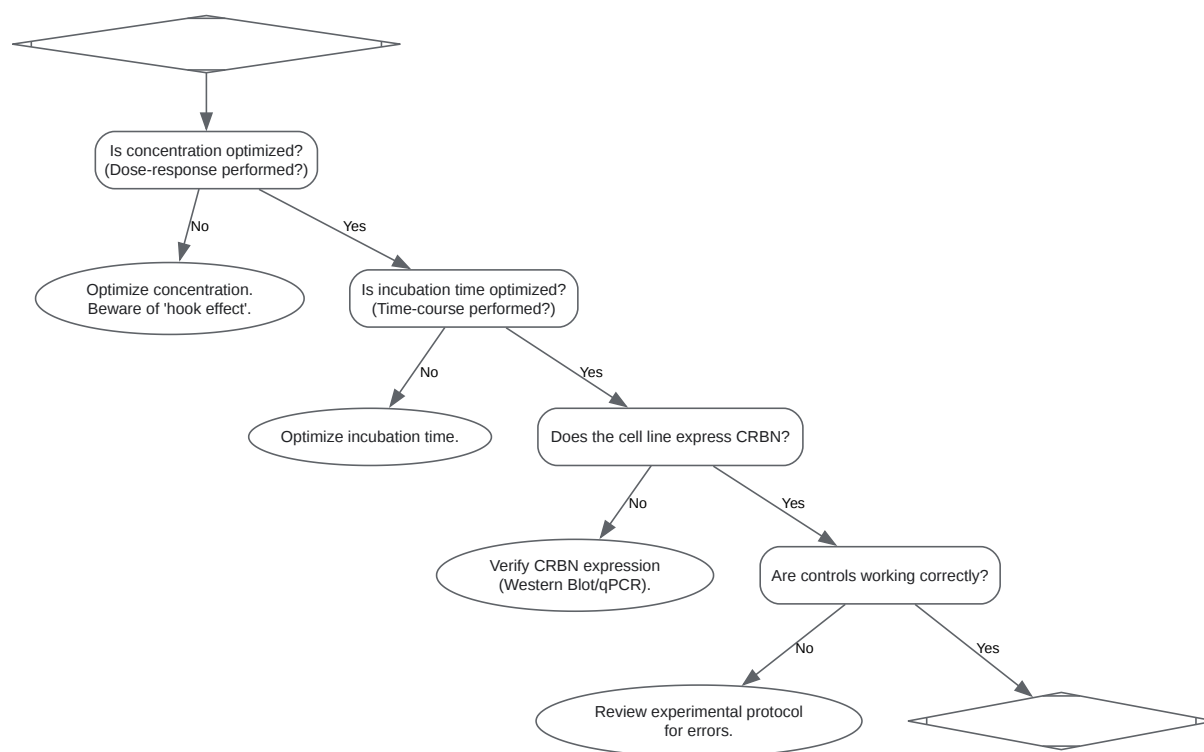 Is concentration optimized?
(Dose-response performed?)
No
Yes
Optimize concentration.
Beware of 'hook effect'.
Is incubation time optimized?
(Time-course performed?)
No
Yes
Optimize incubation time.
Does the cell line express CRBN?
No
Yes
Verify CRBN expression
(Western Blot/qPCR).
Are controls working correctly?
No
Yes
Review experimental protocol
for errors.